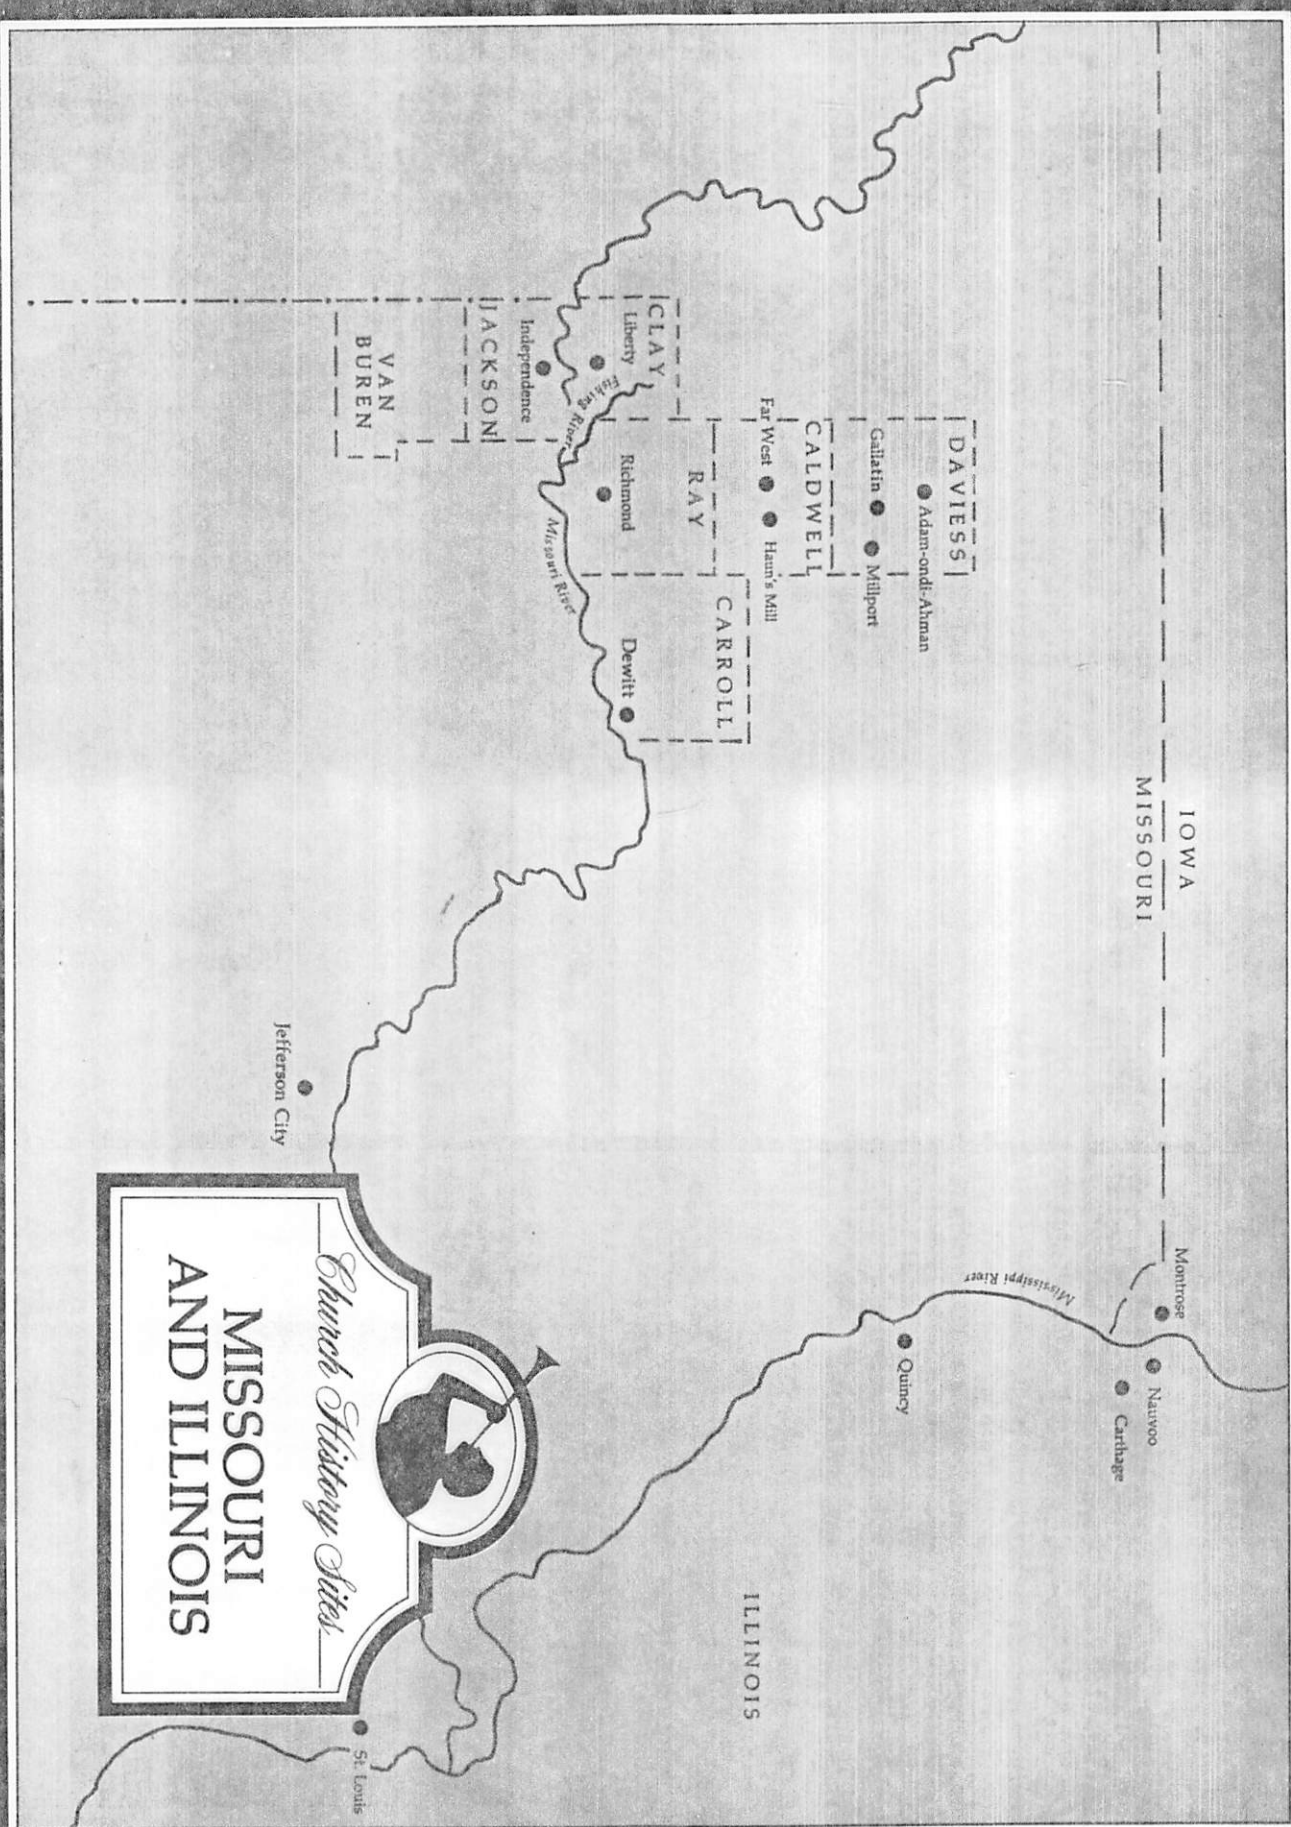 IOWA
MISSOURI
Montrose
Nauvoo
Carthage
Mississippi River
Quincy
ILLINOIS
DAVIESS
Adam-ondi-Ahman
Gallatin
Millport
CALDWELL
Far West
Haun's Mill
CARROLL
RAY
CLAY
Liberty
Richmond
Dewitt
Fishing River
Missouri River
Independence
JACKSON
VAN
BUREN
Jefferson City
St. Louis
Church History Sites
MISSOURI
AND ILLINOIS